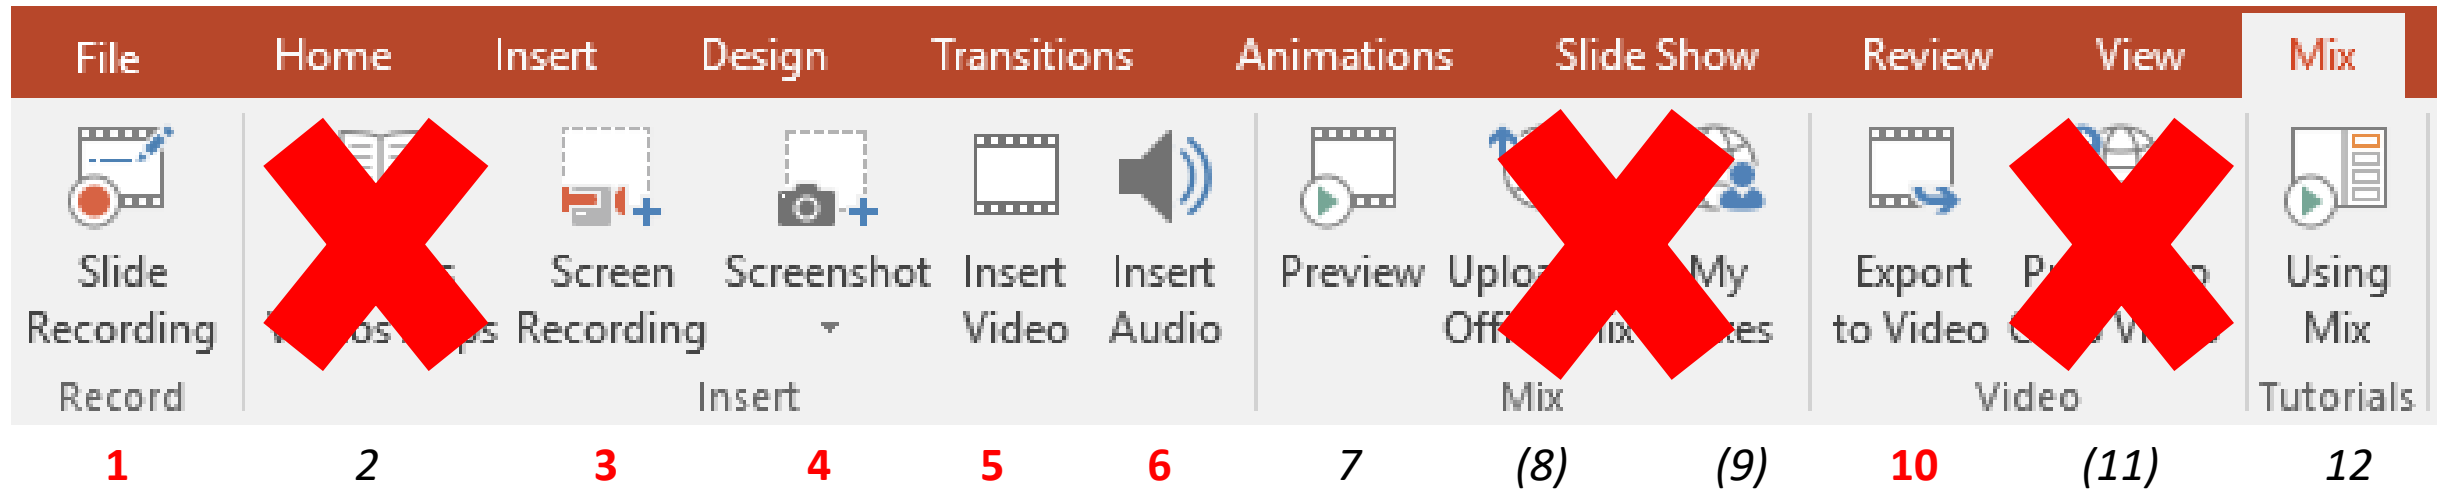 File Home Insert Design Transitions Animations Slide Show Review View Mix
Slide Screen Screenshot Insert Insert Preview My Export Using
Recording Recording Video Audio to Video Mix
Record Insert Mix Video Tutorials
1 2 3 4 5 6 7 (8) (9) 10 (11) 12